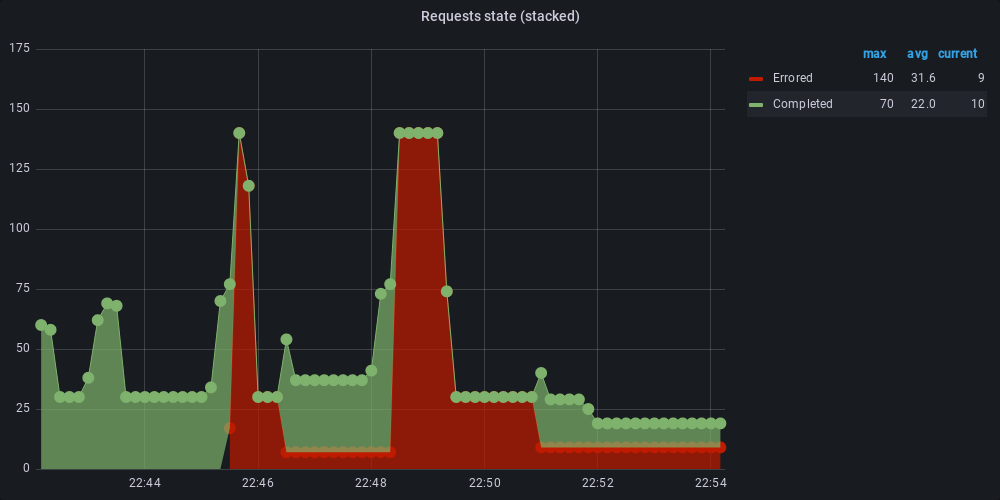 Requests state (stacked)
175
150
125
100
75
50
25
0
22:44 22:46 22:48 22:50 22:52 22:54
max avg current
Errored 140 31.6 9
Completed 70 22.0 10